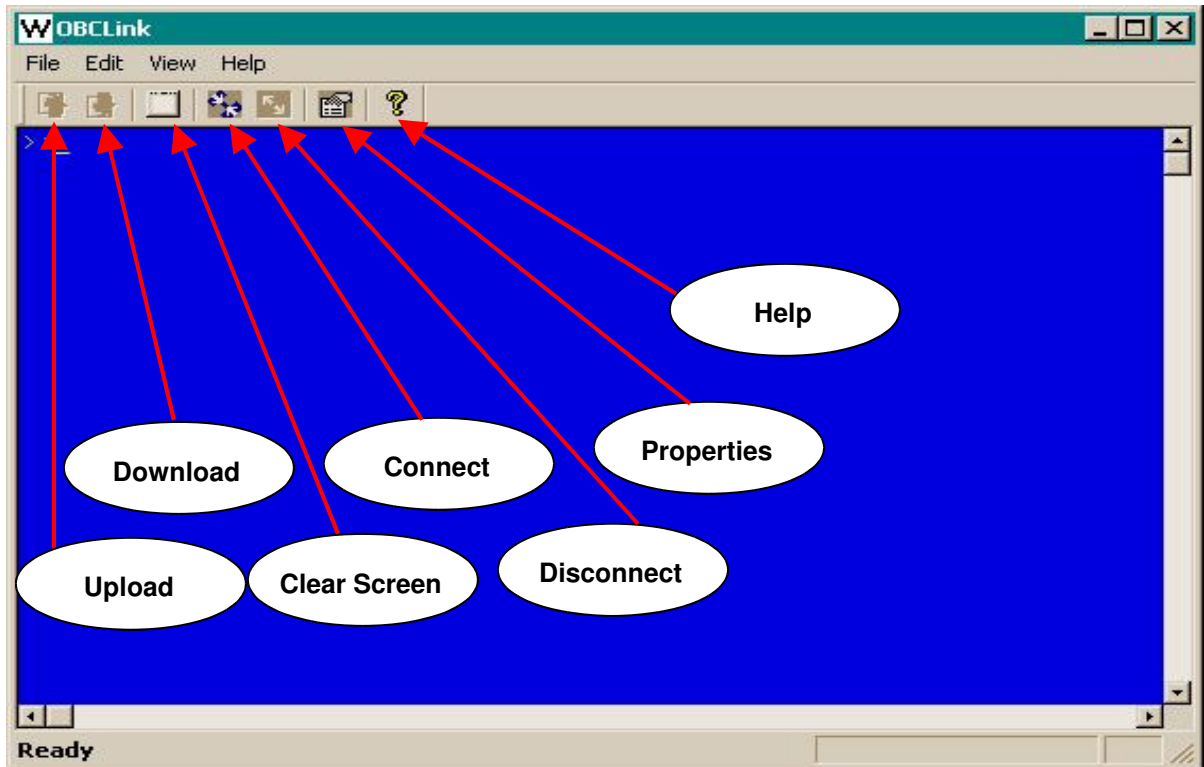 W OBCLink
File Edit View Help
>
Help
Properties
Connect
Download
Disconnect
Clear Screen
Upload
Ready